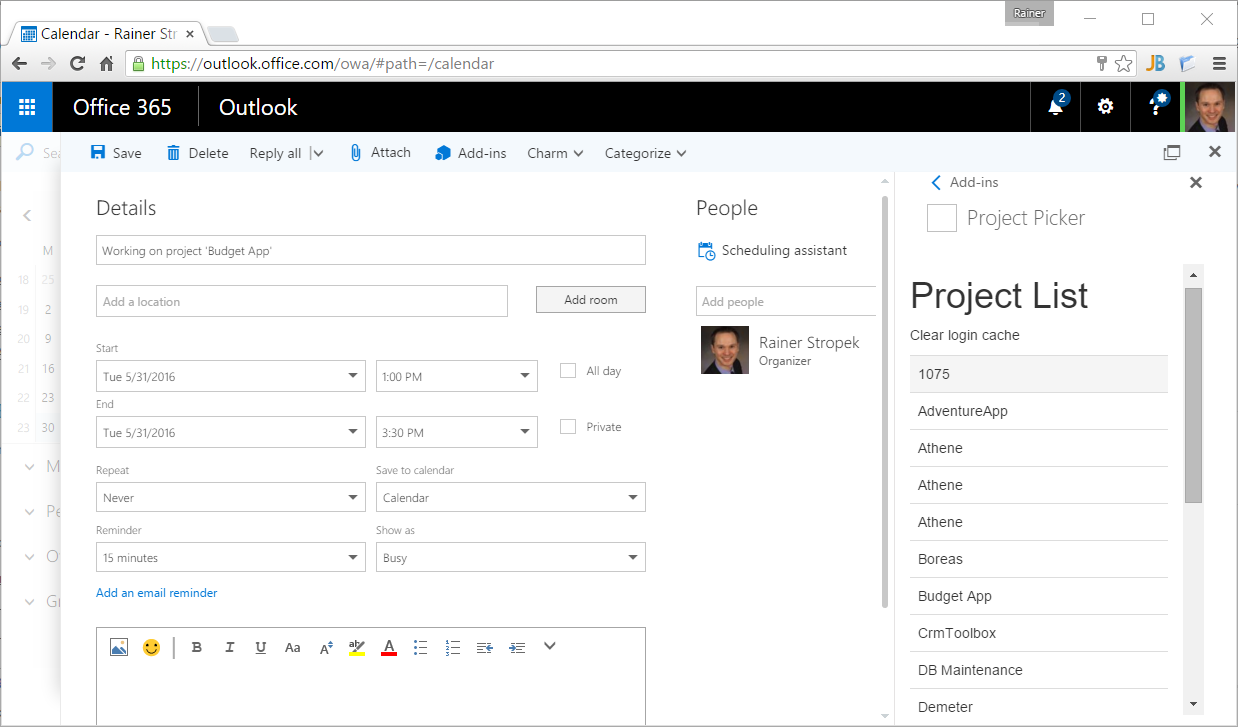 Rainer
Calendar - Rainer Str
https://outlook.office.com/owa/#path=/calendar
JB
Office 365
Outlook
2
?
Sea
Save
Delete
Reply all
Attach
Add-ins
Charm
Categorize
M
18 25
19 2
20 9
21 16
22 23
23 30
M
Pe
O
Gr
Details
Working on project 'Budget App'
Add a location
Add room
Start
Tue 5/31/2016
1:00 PM
All day
End
Tue 5/31/2016
3:30 PM
Private
Repeat
Save to calendar
Never
Calendar
Reminder
Show as
15 minutes
Busy
Add an email reminder
B I U Aa A ab A
People
Scheduling assistant
Add people
Rainer Stropek
Organizer
Add-ins
Project Picker
Project List
Clear login cache
1075
AdventureApp
Athene
Athene
Athene
Boreas
Budget App
CrmToolbox
DB Maintenance
Demeter